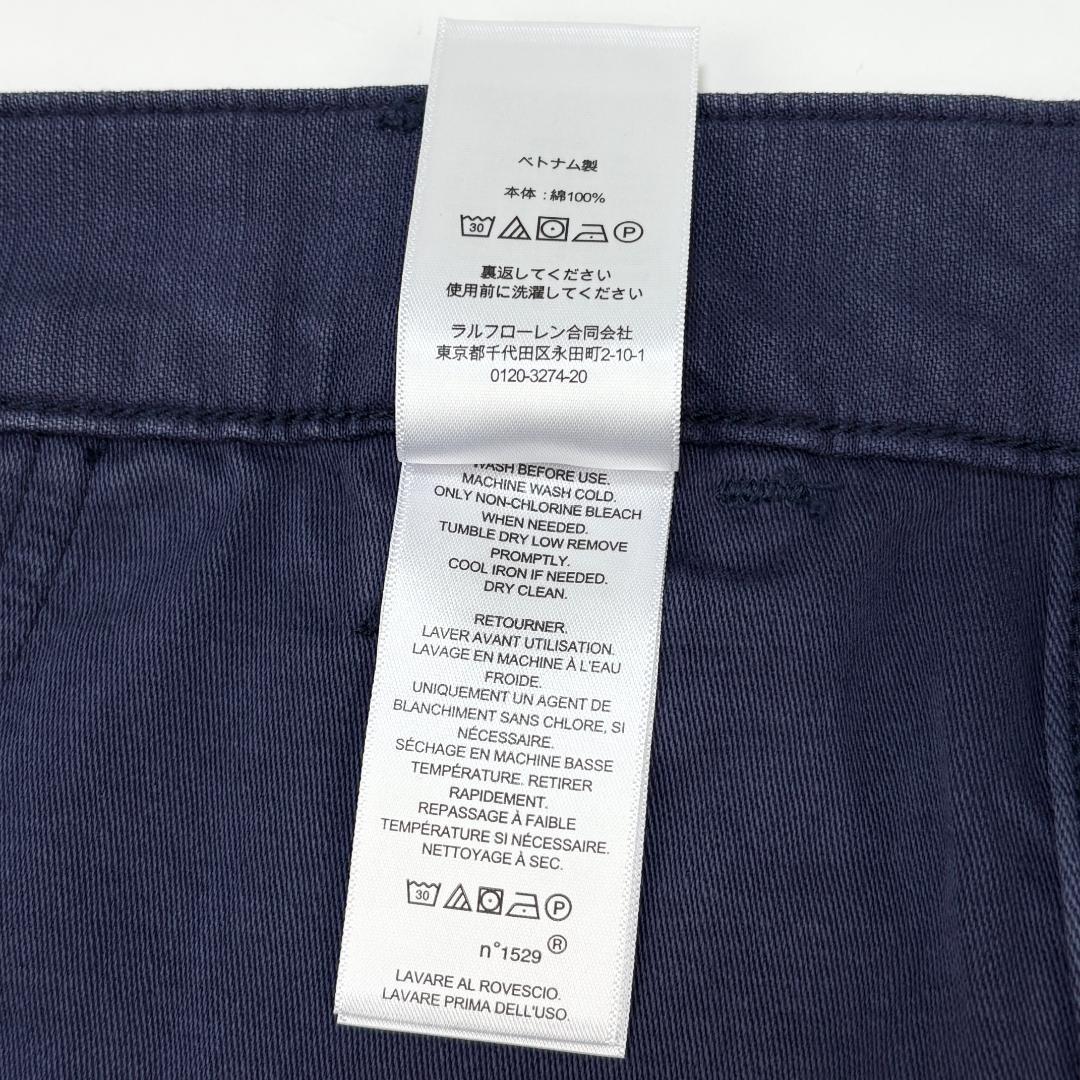 ベトナム製
本体 : 綿100%
30 P
裏返してください
使用前に洗濯してください
ラルフローレン合同会社
東京都千代田区永田町2-10-1
0120-3274-20
WASH BEFORE USE.
MACHINE WASH COLD.
ONLY NON-CHLORINE BLEACH
WHEN NEEDED.
TUMBLE DRY LOW REMOVE
PROMPTLY.
COOL IRON IF NEEDED.
DRY CLEAN.
RETOURNER.
LAVER AVANT UTILISATION.
LAVAGE EN MACHINE À L'EAU
FROIDE.
UNIQUEMENT UN AGENT DE
BLANCHIMENT SANS CHLORE, SI
NÉCESSAIRE.
SÉCHAGE EN MACHINE BASSE
TEMPÉRATURE. RETIRER
RAPIDEMENT.
REPASSAGE À FAIBLE
TEMPÉRATURE SI NÉCESSAIRE.
NETTOYAGE À SEC.
30 P
n°1529 ®
LAVARE AL ROVESCIO.
LAVARE PRIMA DELL'USO.